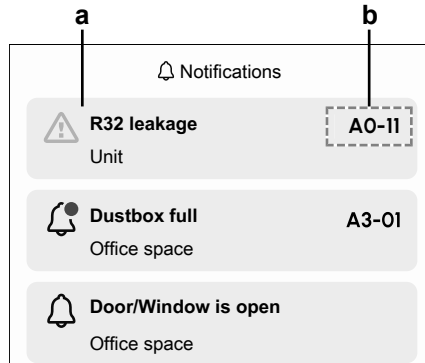 a b
Notifications
R32 leakage A0-11
Unit
Dustbox full A3-01
Office space
Door/Window is open
Office space